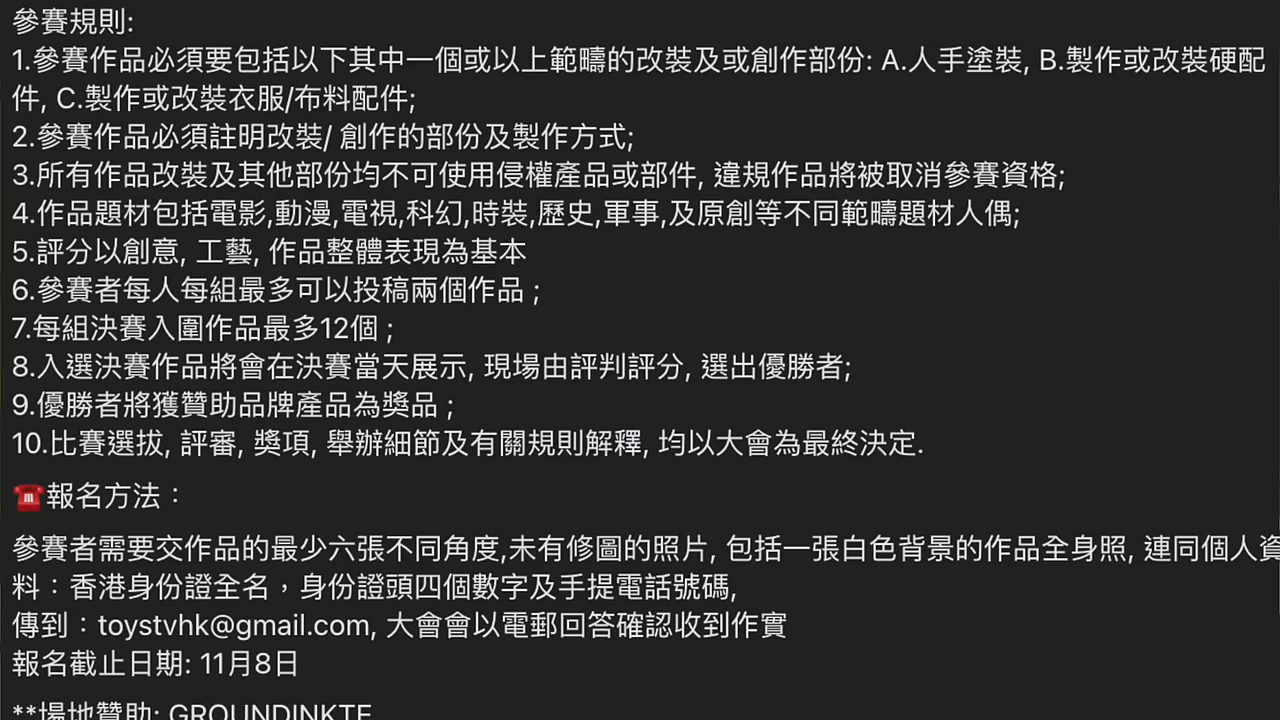 參賽規則:
1.參賽作品必須要包括以下其中一個或以上範疇的改裝及或創作部份: A.人手塗裝, B.製作或改裝硬配
件, C.製作或改裝衣服/布料配件;
2.參賽作品必須註明改裝/ 創作的部份及製作方式;
3.所有作品改裝及其他部份均不可使用侵權產品或部件, 違規作品將被取消參賽資格;
4.作品題材包括電影,動漫,電視,科幻,時裝,歷史,軍事,及原創等不同範疇題材人偶;
5.評分以創意, 工藝, 作品整體表現為基本
6.參賽者每人每組最多可以投稿兩個作品 ;
7.每組決賽入圍作品最多12個 ;
8.入選決賽作品將會在決賽當天展示, 現場由評判評分, 選出優勝者;
9.優勝者將獲贊助品牌產品為獎品 ;
10.比賽選拔, 評審, 獎項, 舉辦細節及有關規則解釋, 均以大會為最終決定.
☎️報名方法：
參賽者需要交作品的最少六張不同角度,未有修圖的照片, 包括一張白色背景的作品全身照, 連同個人資
料：香港身份證全名，身份證頭四個數字及手提電話號碼,
傳到：toystvhk@gmail.com, 大會會以電郵回答確認收到作實
報名截止日期: 11月8日
**場地贊助: GROUNDINKTE